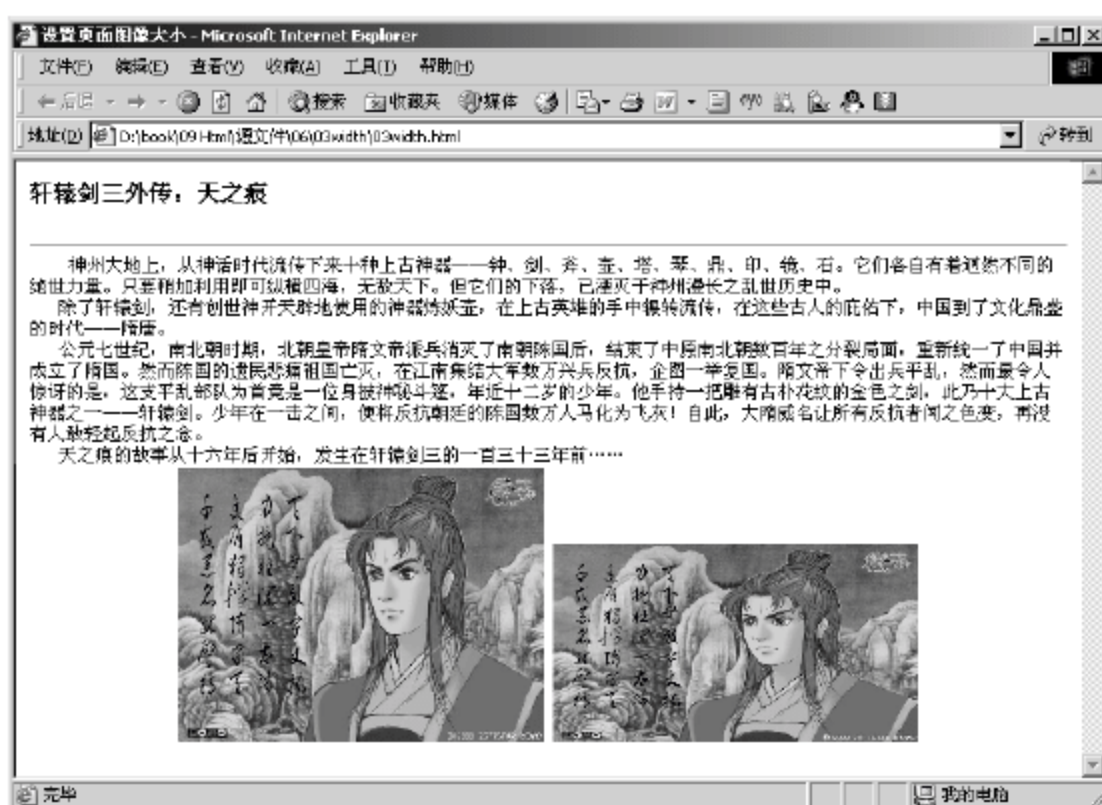 设置页面图像大小 - Microsoft Internet Explorer
文件(F) 编辑(E) 查看(V) 收藏(A) 工具(T) 帮助(H)
后退 搜索 收藏夹 媒体
地址(D) D:\book\09 Html\源文件\06\03width\03width.html 转到
轩辕剑三外传：天之痕
神州大地上，从神话时代流传下来十种上古神器——钟、剑、斧、壶、塔、琴、鼎、印、镜、石。它们各自有着迥然不同的
绝世力量。只要稍加利用即可纵横四海，无敌天下。但它们的下落，已湮灭于神州漫长之乱世历史中。
除了轩辕剑，还有创世神开天辟地使用的神器炼妖壶，在上古英雄的手中辗转流传，在这些古人的庇佑下，中国到了文化鼎盛
的时代——隋唐。
公元七世纪，南北朝时期，北朝皇帝隋文帝派兵消灭了南朝陈国后，结束了中原南北朝数百年之分裂局面，重新统一了中国并
成立了隋国。然而陈国的遗民悲痛祖国亡灭，在江南集结大军数万兴兵反抗，企图一举复国。隋文帝下令出兵平乱，然而最令人
惊讶的是，这支平乱部队为首竟是一位身披神秘斗篷，年近十二岁的少年。他手持一把雕有古朴花纹的金色之剑，此乃十大上古
神器之一——轩辕剑。少年在一击之间，便将反抗朝廷的陈国数万人马化为飞灰！自此，大隋威名让所有反抗者闻之色变，再没
有人敢轻起反抗之念。
天之痕的故事从十六年后开始，发生在轩辕剑三的一百三十三年前……
完毕 我的电脑